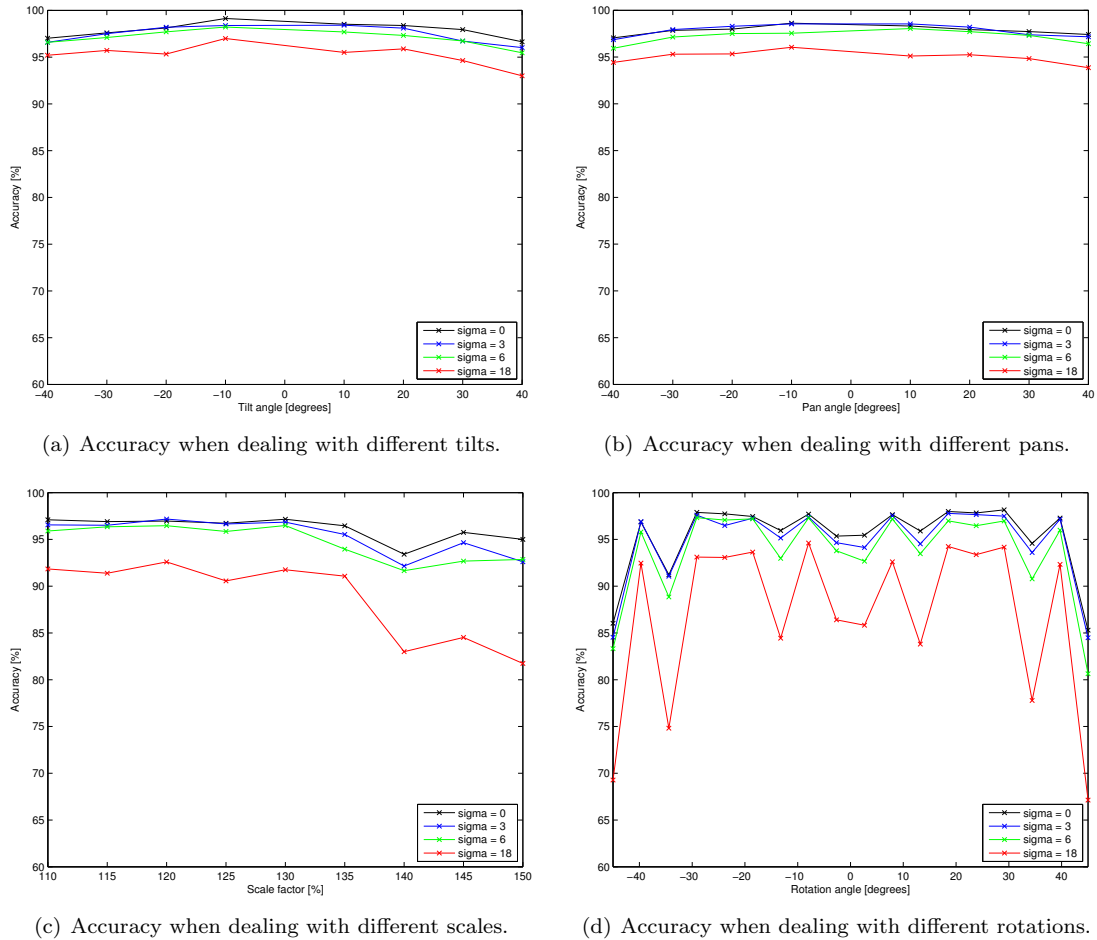 100
95
90
85
80
75
70
65
60
Accuracy [%]
−40 −30 −20 −10 0 10 20 30 40
Tilt angle [degrees]
sigma = 0
sigma = 3
sigma = 6
sigma = 18
(a) Accuracy when dealing with different tilts.
100
95
90
85
80
75
70
65
60
Accuracy [%]
−40 −30 −20 −10 0 10 20 30 40
Pan angle [degrees]
sigma = 0
sigma = 3
sigma = 6
sigma = 18
(b) Accuracy when dealing with different pans.
100
95
90
85
80
75
70
65
60
Accuracy [%]
110 115 120 125 130 135 140 145 150
Scale factor [%]
sigma = 0
sigma = 3
sigma = 6
sigma = 18
(c) Accuracy when dealing with different scales.
100
95
90
85
80
75
70
65
60
Accuracy [%]
−40 −30 −20 −10 0 10 20 30 40
Rotation angle [degrees]
sigma = 0
sigma = 3
sigma = 6
sigma = 18
(d) Accuracy when dealing with different rotations.